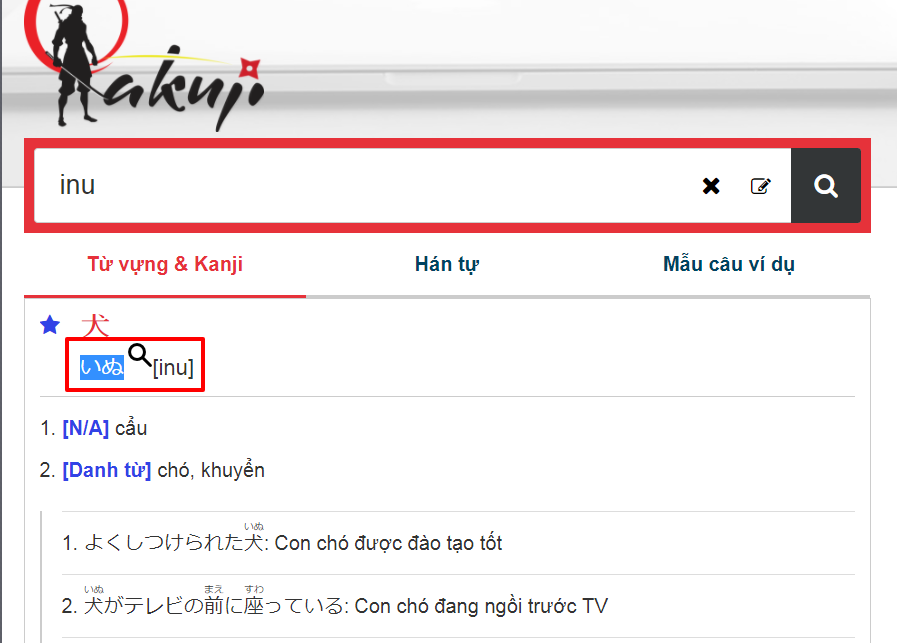 akuji
inu
Từ vựng & Kanji Hán tự Mẫu câu ví dụ
犬
いぬ [inu]
1. [N/A] cẩu
2. [Danh từ] chó, khuyển
いぬ
1. よくしつけられた犬: Con chó được đào tạo tốt
いぬ まえ すわ
2. 犬がテレビの前に座っている: Con chó đang ngồi trước TV